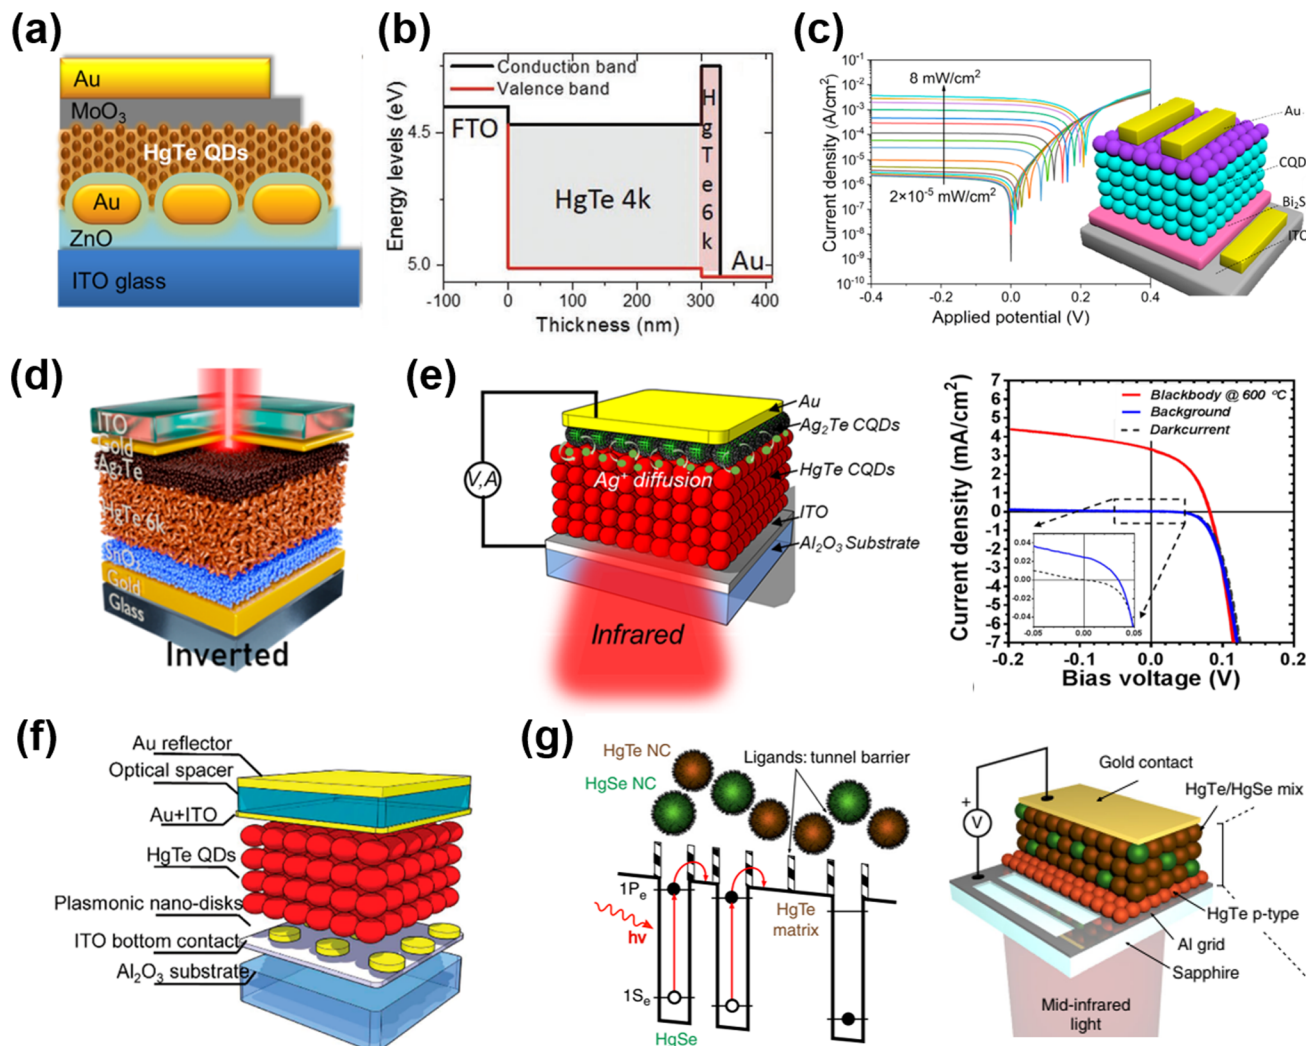 (a)
Au
MoO₃
HgTe QDs
Au
ZnO
ITO glass
(b)
Energy levels (eV)
4.5
5.0
Conduction band
Valence band
FTO
HgTe 4k
HgTe6k
Au
-100 0 100 200 300 400
Thickness (nm)
(c)
Current density (A/cm²)
10⁻¹
10⁻²
10⁻³
10⁻⁴
10⁻⁵
10⁻⁶
10⁻⁷
10⁻⁸
10⁻⁹
10⁻¹⁰
8 mW/cm²
2×10⁻⁵ mW/cm²
-0.4 -0.2 0.0 0.2 0.4
Applied potential (V)
Au
CQD
Bi₂S
ITO
(d)
ITO
Gold
Ag₂Te
HgTe 6k
Gold
Glass
Inverted
(e)
V,A
Au
Ag₂Te CQDs
HgTe CQDs
Ag⁺ diffusion
ITO
Al₂O₃ Substrate
Infrared
Current density (mA/cm²)
7
6
5
4
3
2
1
0
-1
-2
-3
-4
-5
-6
-7
Blackbody @ 600 °C
Background
Darkcurrent
0.04
0.02
0.00
-0.02
-0.04
-0.05 0.00 0.05
-0.2 -0.1 0.0 0.1 0.2
Bias voltage (V)
(f)
Au reflector
Optical spacer
Au+ITO
HgTe QDs
Plasmonic nano-disks
ITO bottom contact
Al₂O₃ substrate
(g)
HgTe NC
HgSe NC
Ligands: tunnel barrier
1Pₑ
hν
HgTe
matrix
1Sₑ
HgSe
+
V
Gold contact
HgTe/HgSe mix
HgTe p-type
Al grid
Sapphire
Mid-infrared
light